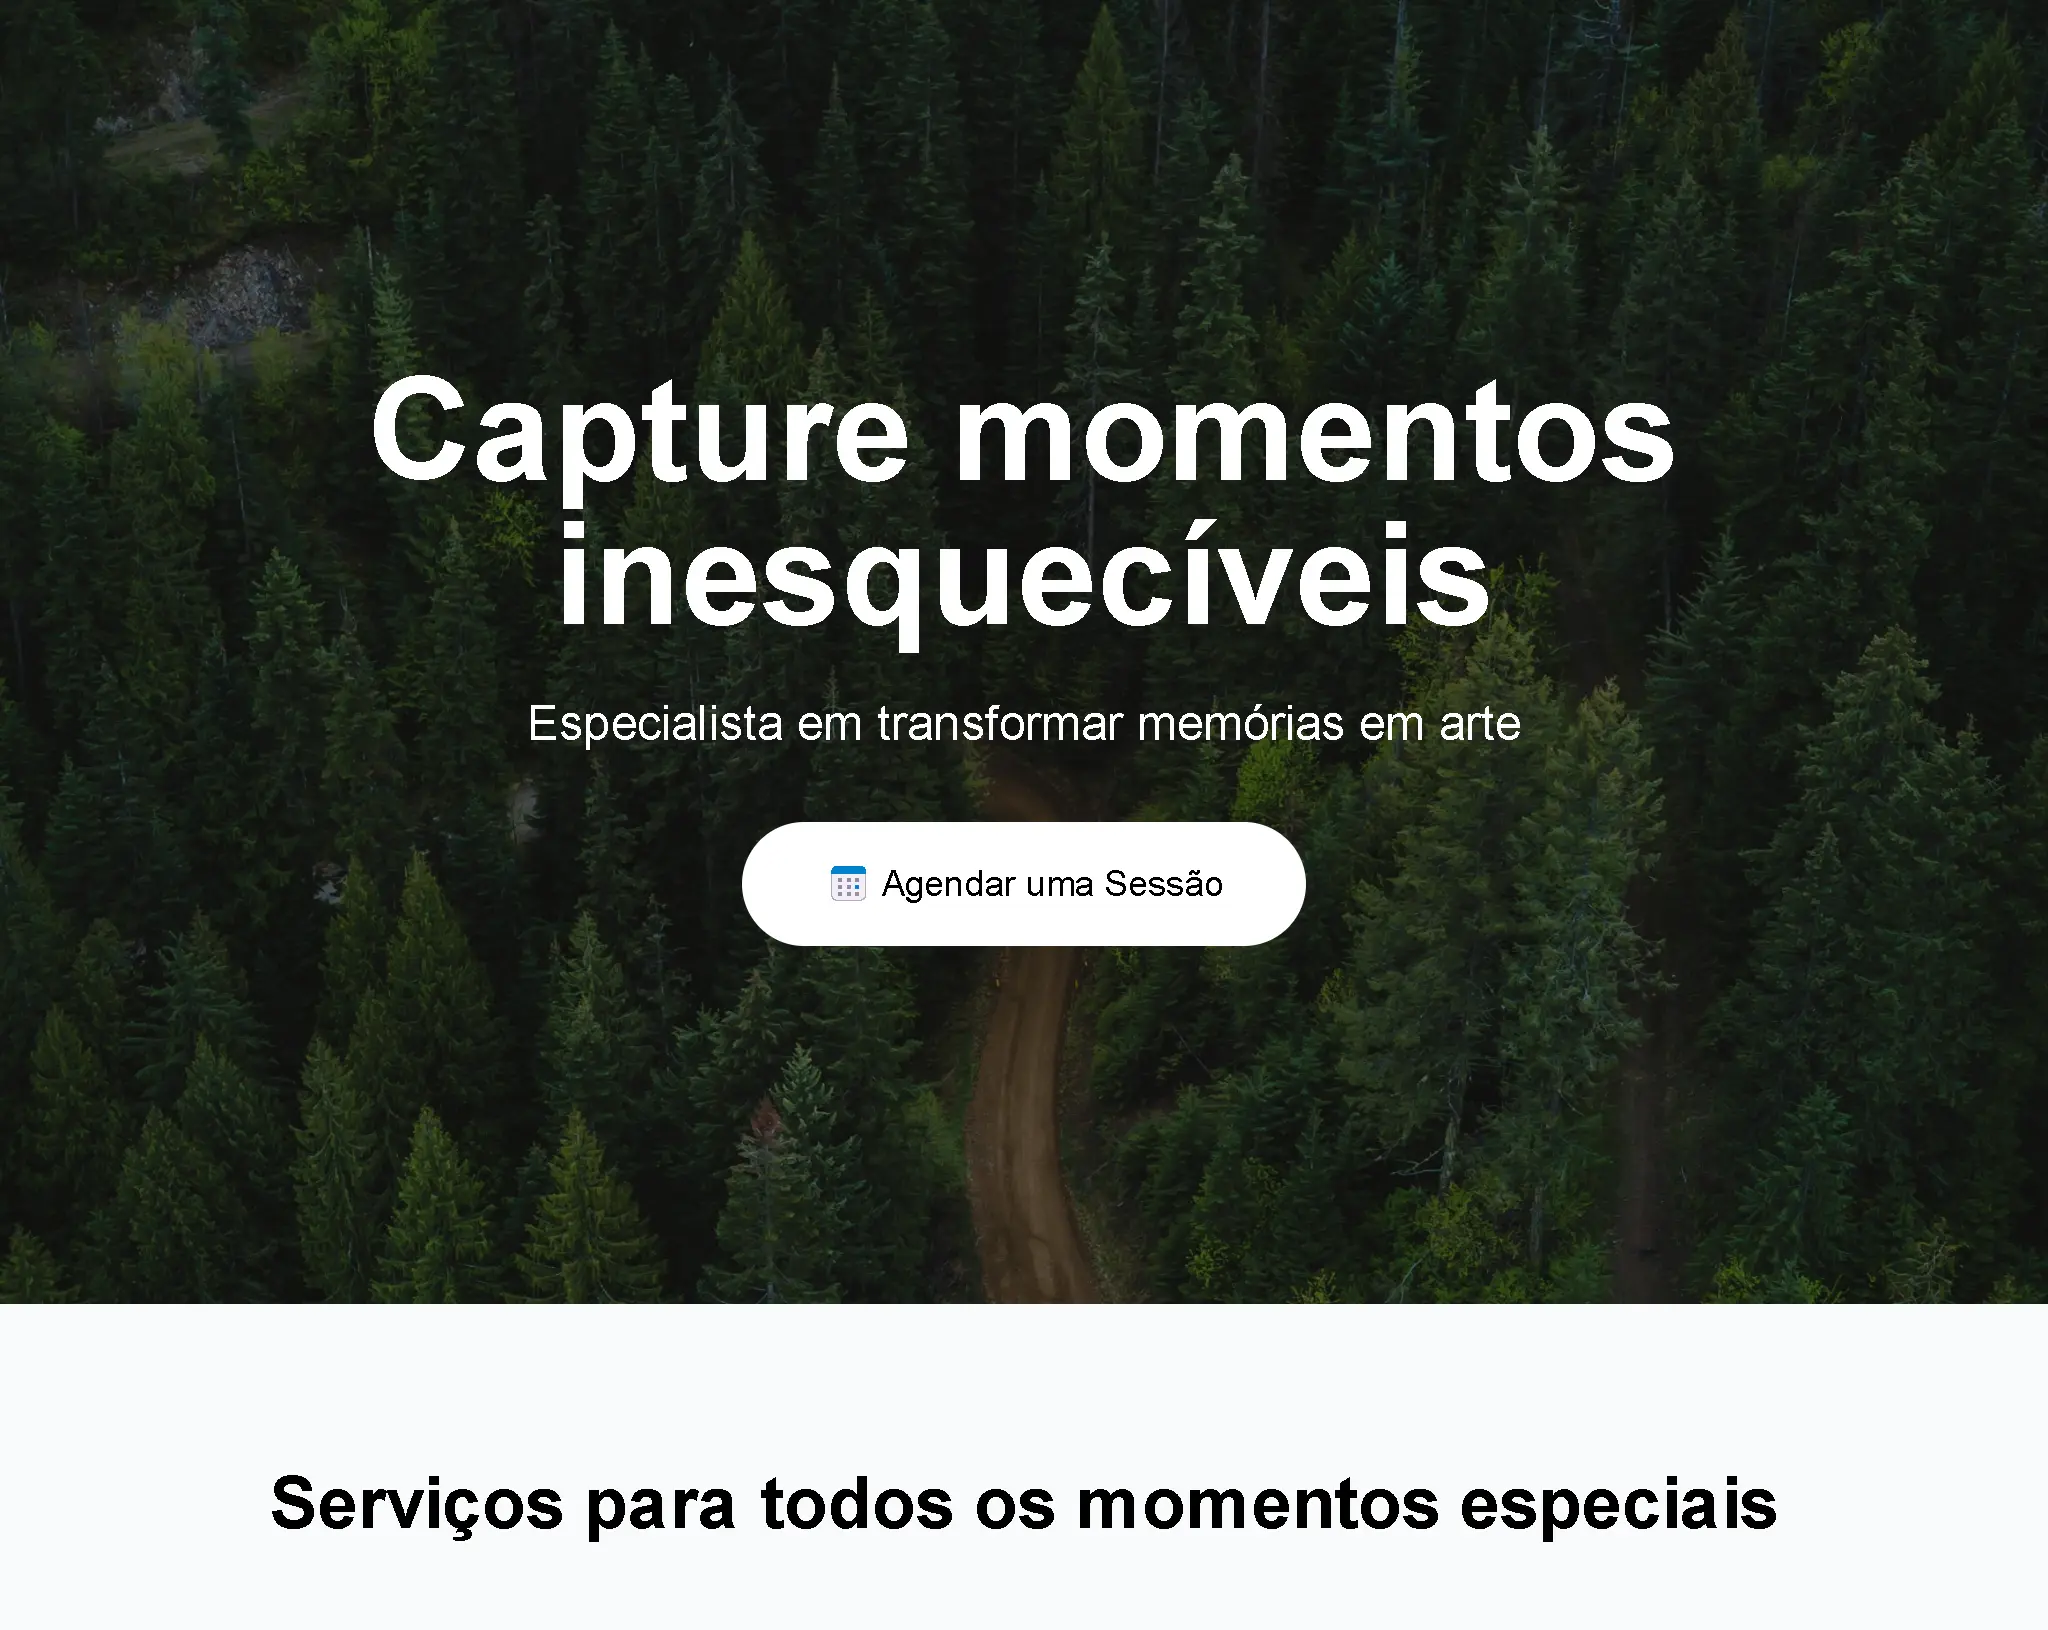 Capture momentos
inesquecíveis
Especialista em transformar memórias em arte
Agendar uma Sessão
Serviços para todos os momentos especiais